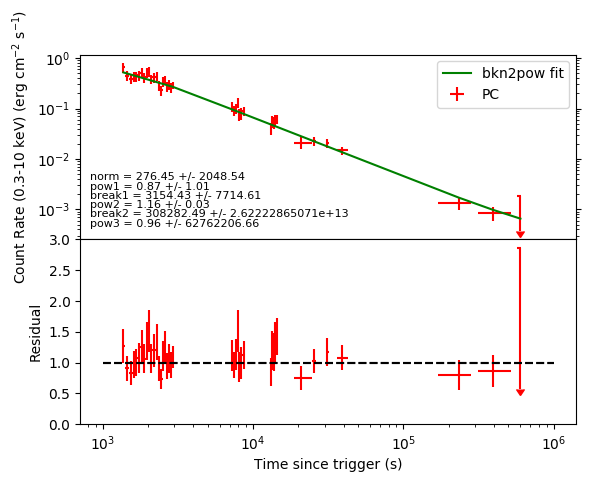 Count Rate (0.3-10 keV) (erg cm⁻² s⁻¹)
10⁰
10⁻¹
10⁻²
10⁻³
bkn2pow fit
PC
norm = 276.45 +/- 2048.54
pow1 = 0.87 +/- 1.01
break1 = 3154.43 +/- 7714.61
pow2 = 1.16 +/- 0.03
break2 = 308282.49 +/- 2.62222865071e+13
pow3 = 0.96 +/- 62762206.66
Residual
3.0
2.5
2.0
1.5
1.0
0.5
0.0
10³ 10⁴ 10⁵ 10⁶
Time since trigger (s)